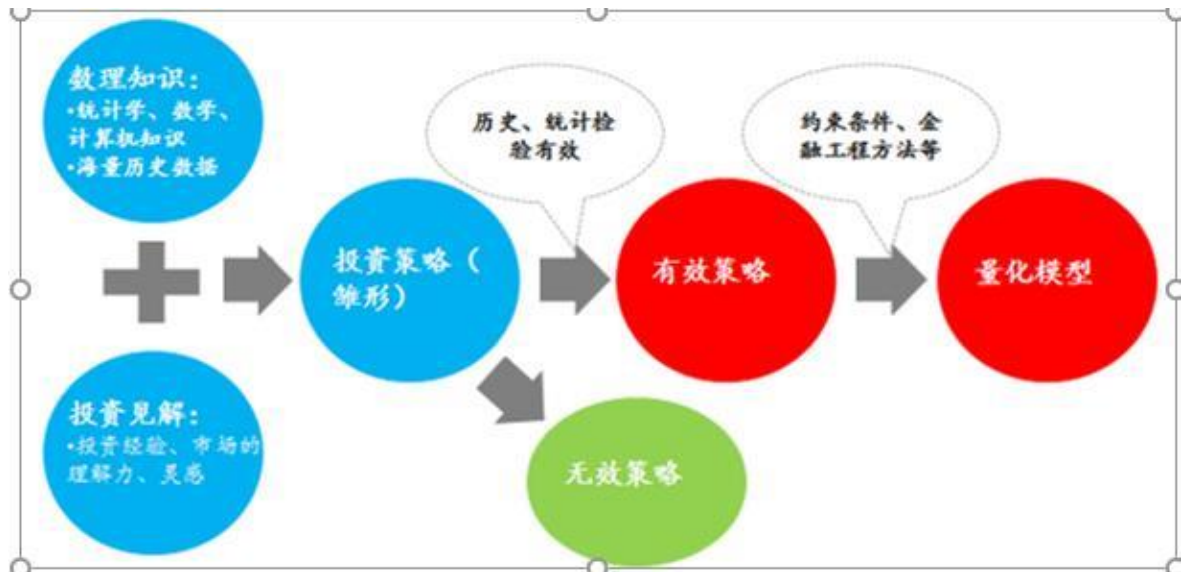 数理知识：
•统计学、数学、
计算机知识
•海量历史数据
投资见解：
•投资经验、市场的
理解力、灵感
投资策略（
雏形）
历史、统计检
验有效
有效策略
无效策略
约束条件、金
融工程方法等
量化模型